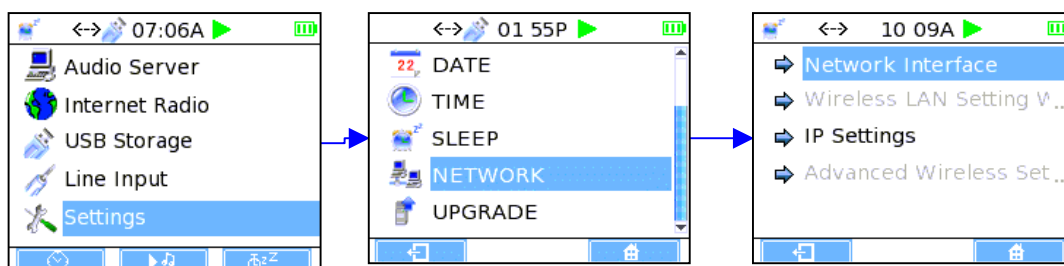 07:06A
Audio Server
Internet Radio
USB Storage
Line Input
Settings
zZ
01 55P
22
DATE
TIME
SLEEP
NETWORK
UPGRADE
10 09A
Network Interface
Wireless LAN Setting W...
IP Settings
Advanced Wireless Set...